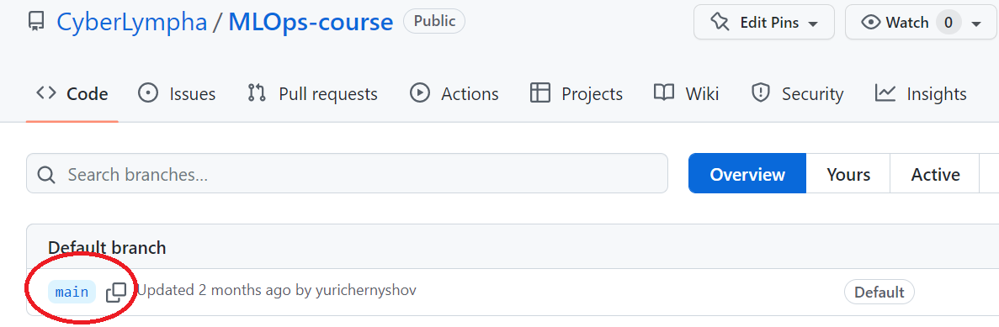 CyberLympha / MLOps-course Public Edit Pins Watch 0
Code Issues Pull requests Actions Projects Wiki Security Insights
Search branches... Overview Yours Active
Default branch
main Updated 2 months ago by yurichernyshov Default